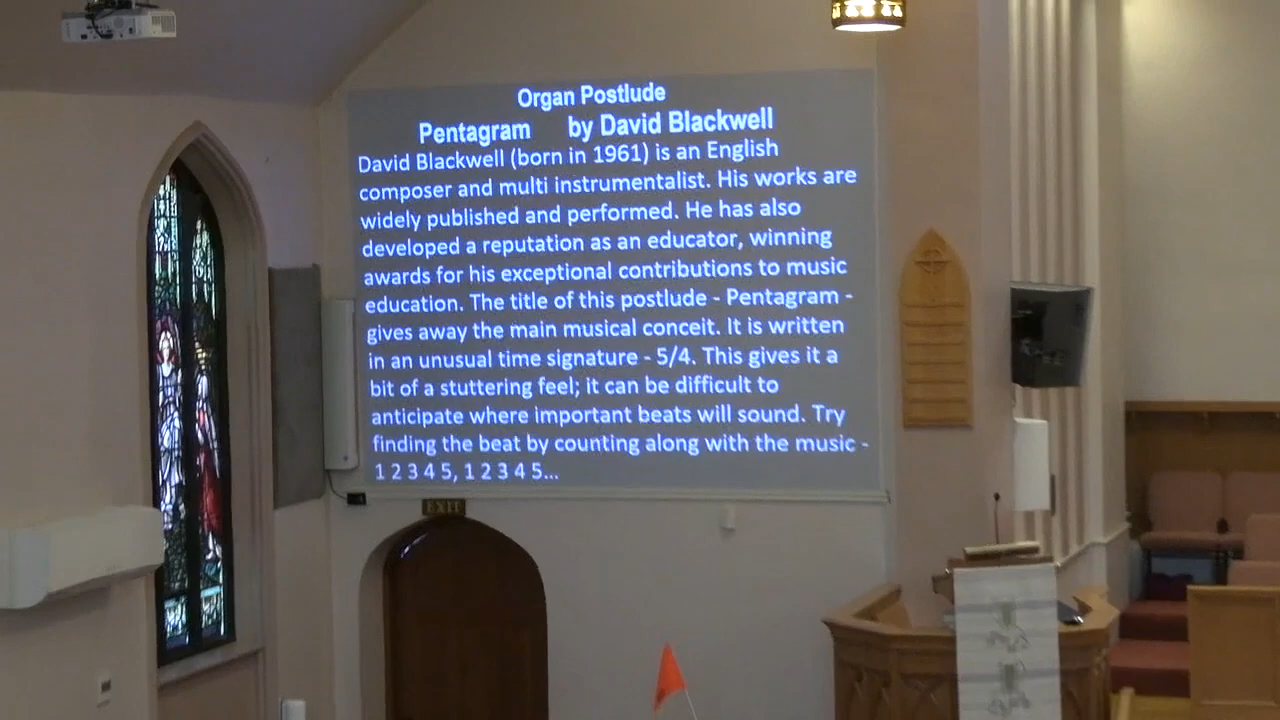 Organ Postlude
Pentagram by David Blackwell
David Blackwell (born in 1961) is an English
composer and multi instrumentalist. His works are
widely published and performed. He has also
developed a reputation as an educator, winning
awards for his exceptional contributions to music
education. The title of this postlude - Pentagram -
gives away the main musical conceit. It is written
in an unusual time signature - 5/4. This gives it a
bit of a stuttering feel; it can be difficult to
anticipate where important beats will sound. Try
finding the beat by counting along with the music -
1 2 3 4 5, 1 2 3 4 5...
EXIT